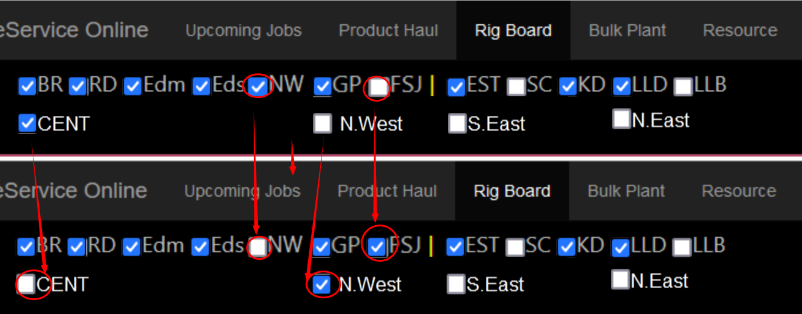 eService Online Upcoming Jobs Product Haul Rig Board Bulk Plant Resource
BR RD Edm Eds NW GP FSJ | EST SC KD LLD LLB
CENT N.West S.East N.East
eService Online Upcoming Jobs Product Haul Rig Board Bulk Plant Resource
BR RD Edm Eds NW GP FSJ | EST SC KD LLD LLB
CENT N.West S.East N.East